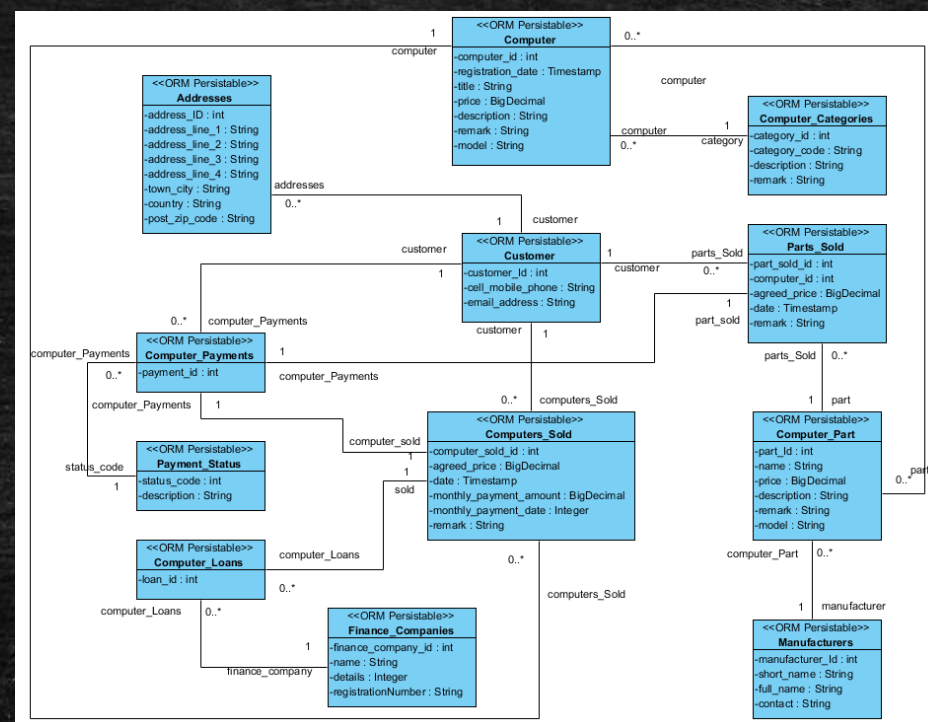 <<ORM Persistable>>
Computer
-computer_id : int
-registration_date : Timestamp
-title : String
-price : BigDecimal
-description : String
-remark : String
-model : String
1
computer
0..*
computer
<<ORM Persistable>>
Addresses
-address_ID : int
-address_line_1 : String
-address_line_2 : String
-address_line_3 : String
-address_line_4 : String
-town_city : String
-country : String
-post_zip_code : String
<<ORM Persistable>>
Computer_Categories
-category_id : int
-category_code : String
-description : String
-remark : String
computer
0..*
1
category
addresses
0..*
1
customer
<<ORM Persistable>>
Customer
-customer_Id : int
-cell_mobile_phone : String
-email_address : String
customer
1
1
customer
parts_Sold
0..*
<<ORM Persistable>>
Parts_Sold
-part_sold_id : int
-computer_id : int
-agreed_price : BigDecimal
-date : Timestamp
-remark : String
1
part_sold
0..*
computer_Payments
customer
1
computer_Payments
0..*
<<ORM Persistable>>
Computer_Payments
-payment_id : int
1
computer_Payments
parts_Sold
0..*
1
part
computer_Payments
1
0..*
computers_Sold
<<ORM Persistable>>
Computers_Sold
-computer_sold_id : int
-agreed_price : BigDecimal
-date : Timestamp
-monthly_payment_amount : BigDecimal
-monthly_payment_date : Integer
-remark : String
<<ORM Persistable>>
Computer_Part
-part_Id : int
-name : String
-price : BigDecimal
-description : String
-remark : String
-model : String
part
0..*
computer_sold
1
1
sold
status_code
1
<<ORM Persistable>>
Payment_Status
-status_code : int
-description : String
<<ORM Persistable>>
Computer_Loans
-loan_id : int
computer_Loans
0..*
0..*
computers_Sold
computer_Part
0..*
computer_Loans
0..*
1
finance_company
<<ORM Persistable>>
Finance_Companies
-finance_company_id : int
-name : String
-details : Integer
-registrationNumber : String
1
manufacturer
<<ORM Persistable>>
Manufacturers
-manufacturer_Id : int
-short_name : String
-full_name : String
-contact : String